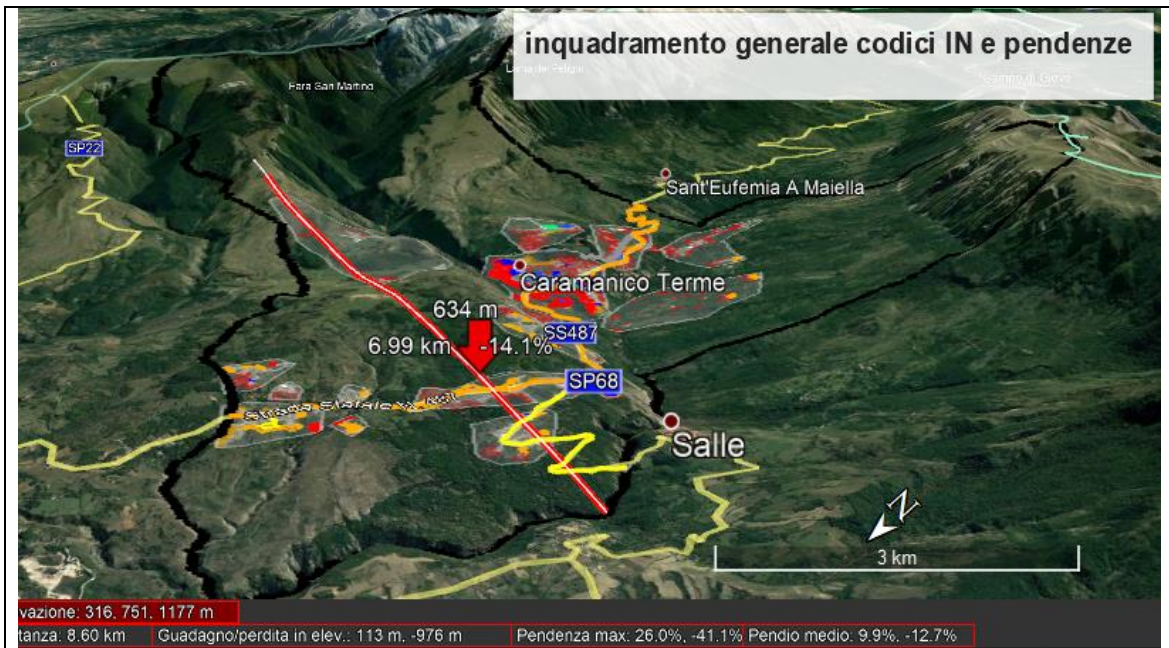 inquadramento generale codici IN e pendenze
Fara San Martino
SP22
Sant'Eufemia A Maiella
Caramanico Terme
634 m
SS487
6.99 km -14.1%
SP68
Salle
N
3 km
vazione: 316, 751, 1177 m
tanza: 8.60 km Guadagno/perdita in elev.: 113 m, -976 m Pendenza max: 26.0%, -41.1% Pendio medio: 9.9%, -12.7%